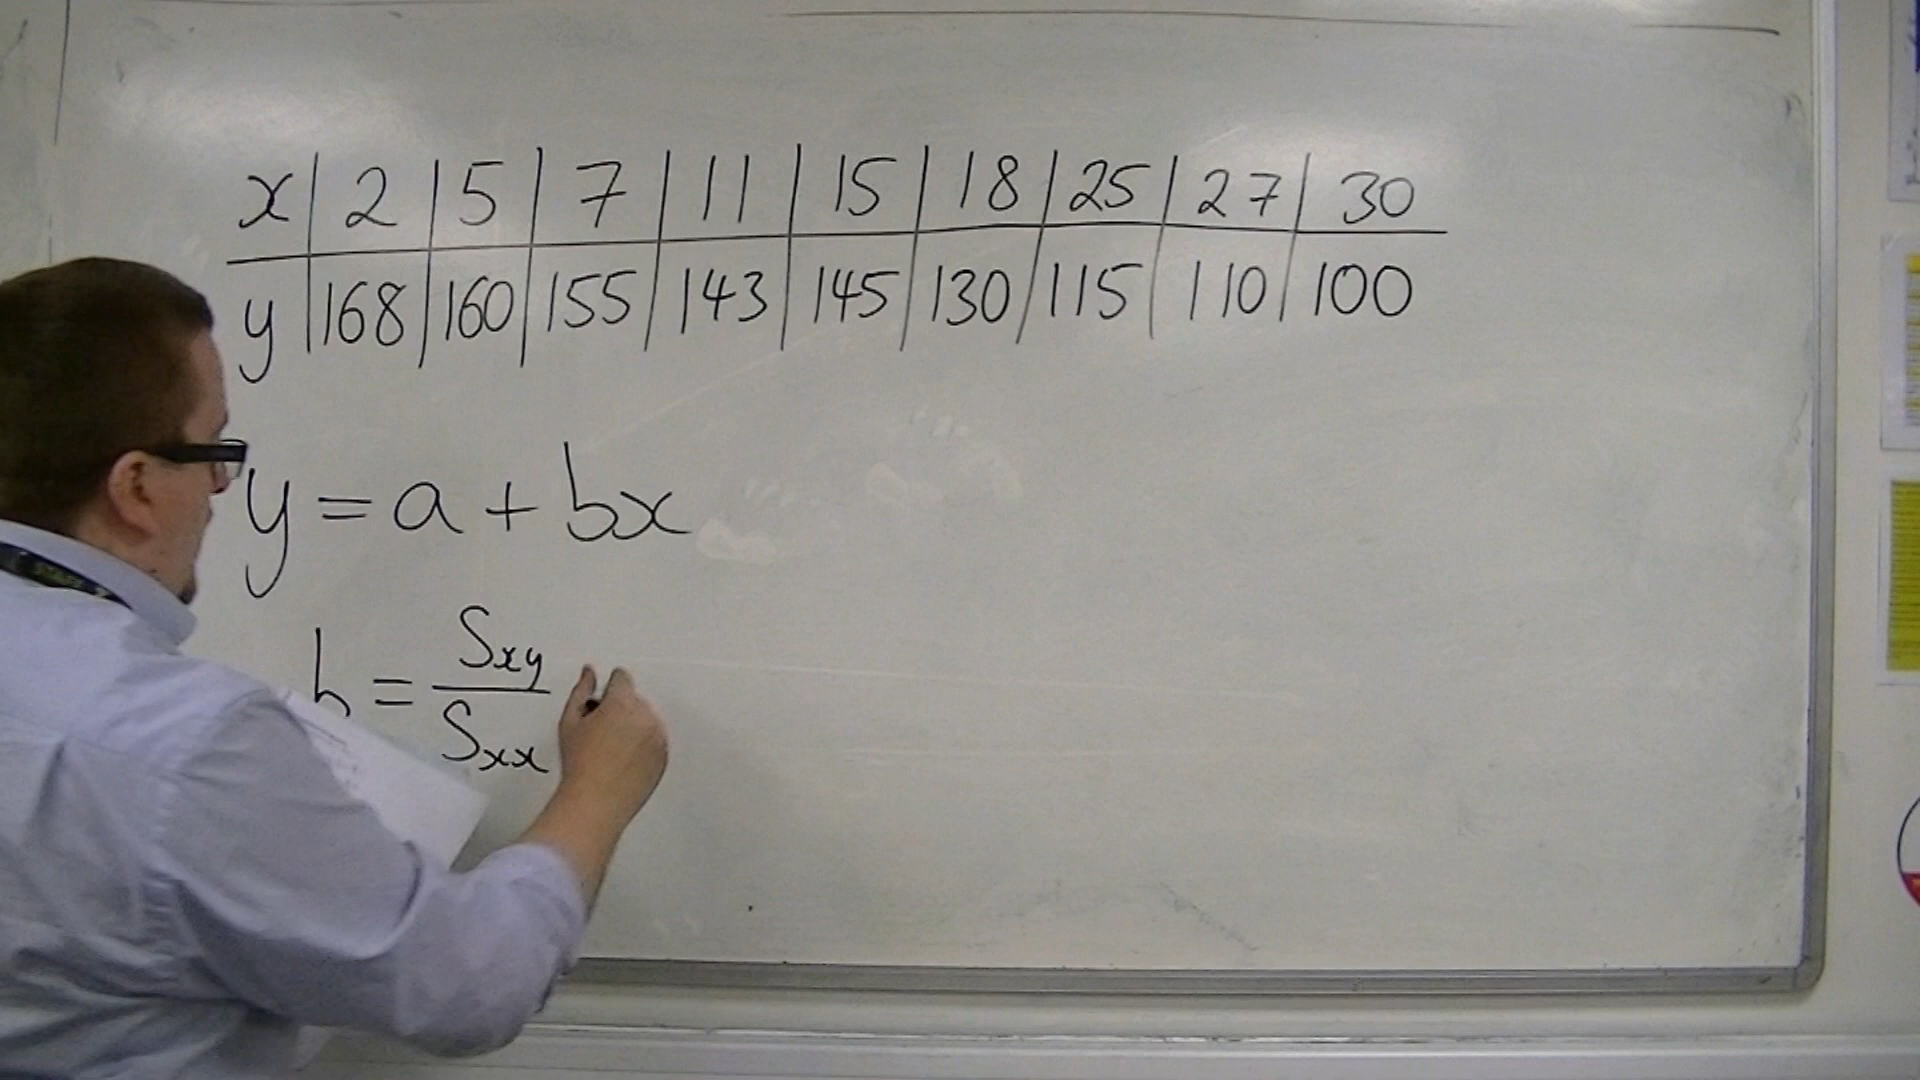 x 2 5 7 11 15 18 25 27 30
y 168 160 155 143 145 130 115 110 100
y = a + bx
b = Sxy / Sxx